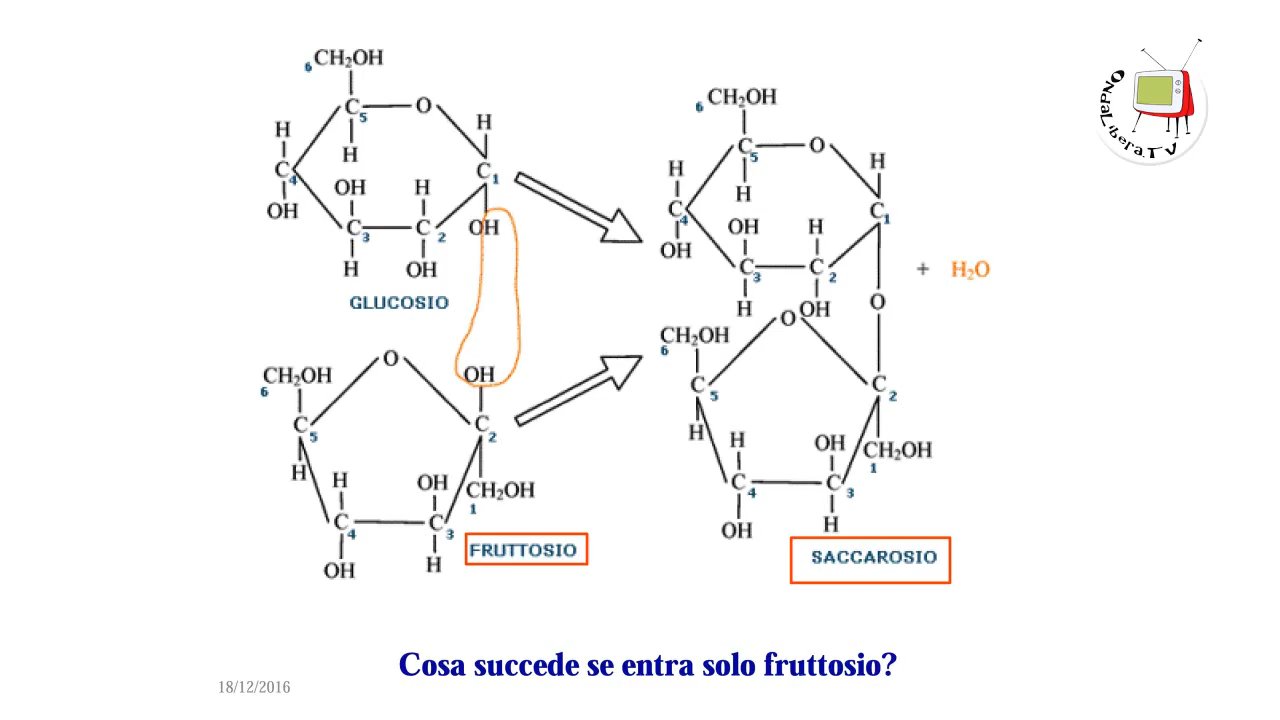 6 CH₂OH
C 5 O
H H
H
C 4 C 1
OH H
OH OH
C 3 C 2
H OH
GLUCOSIO
O
CH₂OH OH
6
C 5 C 2
H H OH CH₂OH
1
C 4 C 3
FRUTTOSIO
OH H
6 CH₂OH
C 5 O
H H
H
C 4 C 1
OH H
OH
C 3 C 2
+ H₂O
H OH O
O
CH₂OH
6
C 5 C 2
H H OH CH₂OH
1
C 4 C 3
OH H
SACCAROSIO
OndaLibera.TV
Cosa succede se entra solo fruttosio?
18/12/2016